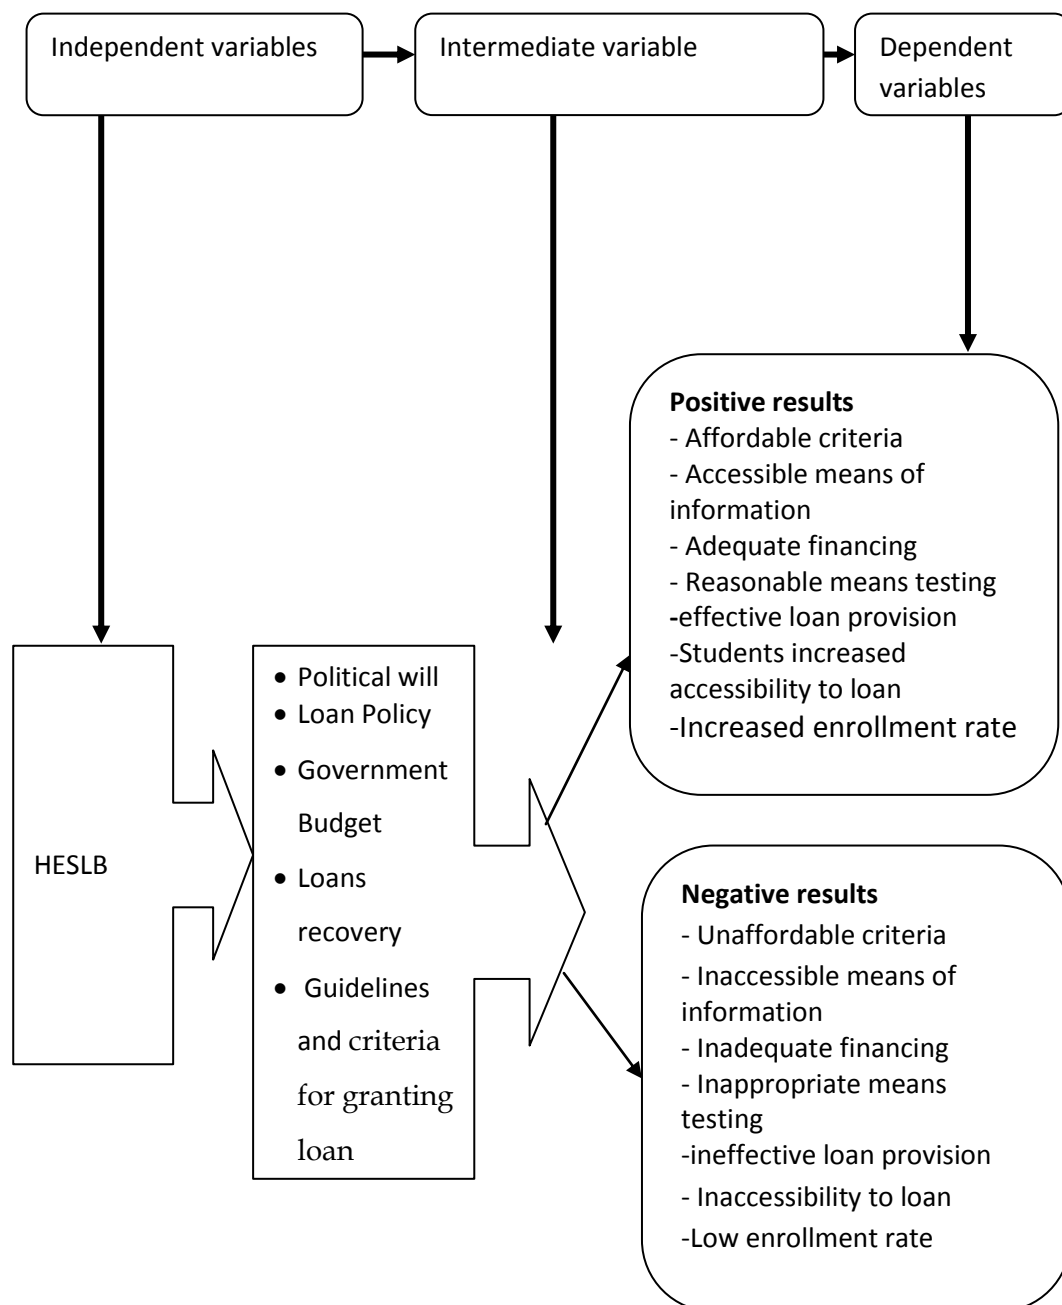 Independent variables
Intermediate variable
Dependent
variables
HESLB
• Political will
• Loan Policy
• Government
Budget
• Loans
recovery
• Guidelines
and criteria
for granting
loan
Positive results
- Affordable criteria
- Accessible means of
information
- Adequate financing
- Reasonable means testing
-effective loan provision
-Students increased
accessibility to loan
-Increased enrollment rate
Negative results
- Unaffordable criteria
- Inaccessible means of
information
- Inadequate financing
- Inappropriate means
testing
-ineffective loan provision
- Inaccessibility to loan
-Low enrollment rate